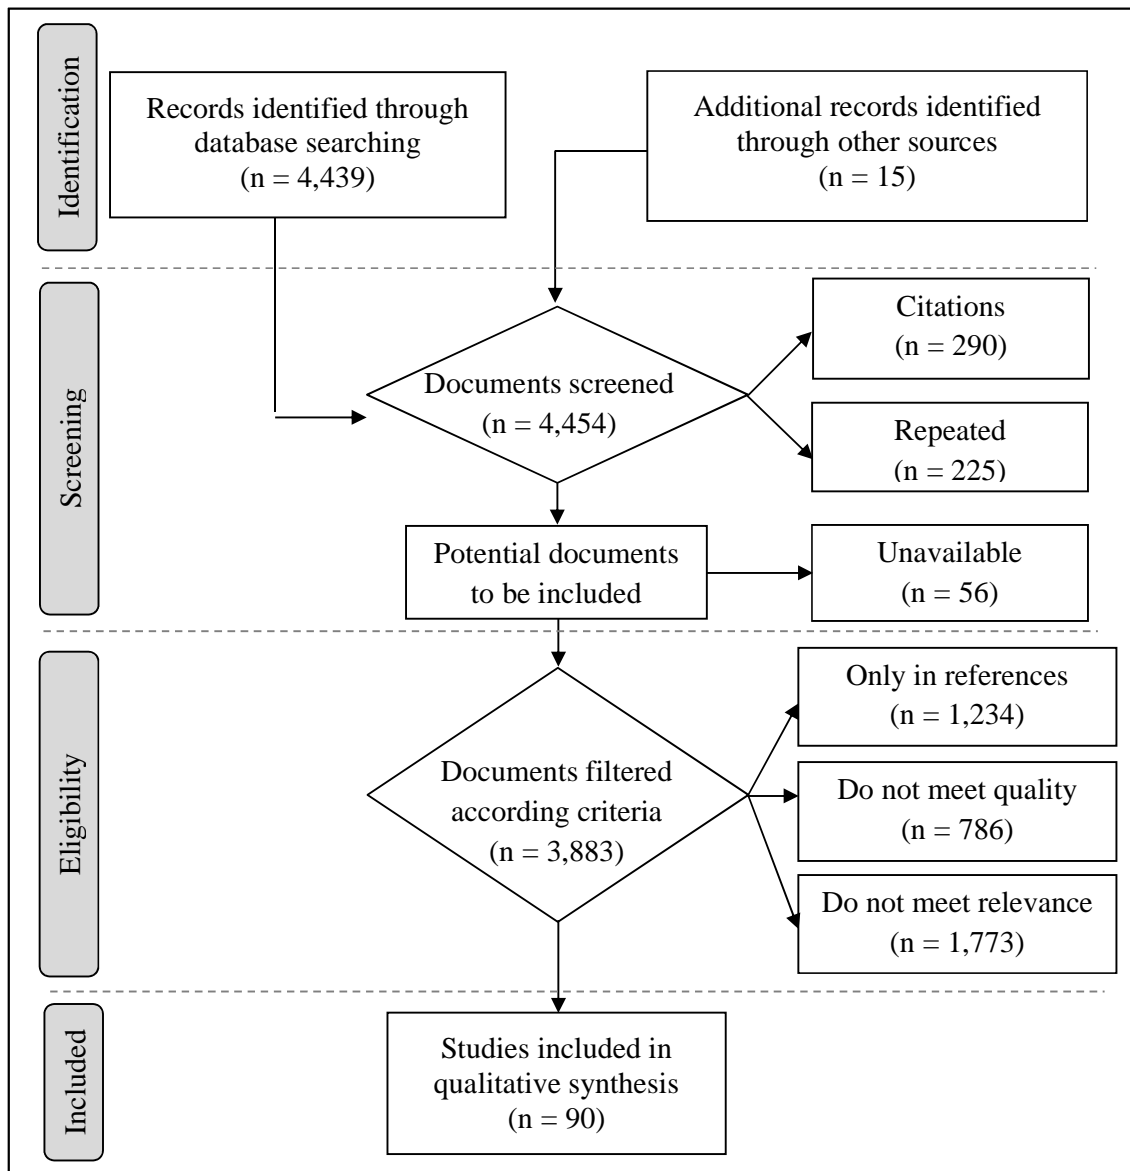 Identification
Records identified through
database searching
(n = 4,439)
Additional records identified
through other sources
(n = 15)
Screening
Documents screened
(n = 4,454)
Citations
(n = 290)
Repeated
(n = 225)
Potential documents
to be included
Unavailable
(n = 56)
Eligibility
Documents filtered
according criteria
(n = 3,883)
Only in references
(n = 1,234)
Do not meet quality
(n = 786)
Do not meet relevance
(n = 1,773)
Included
Studies included in
qualitative synthesis
(n = 90)